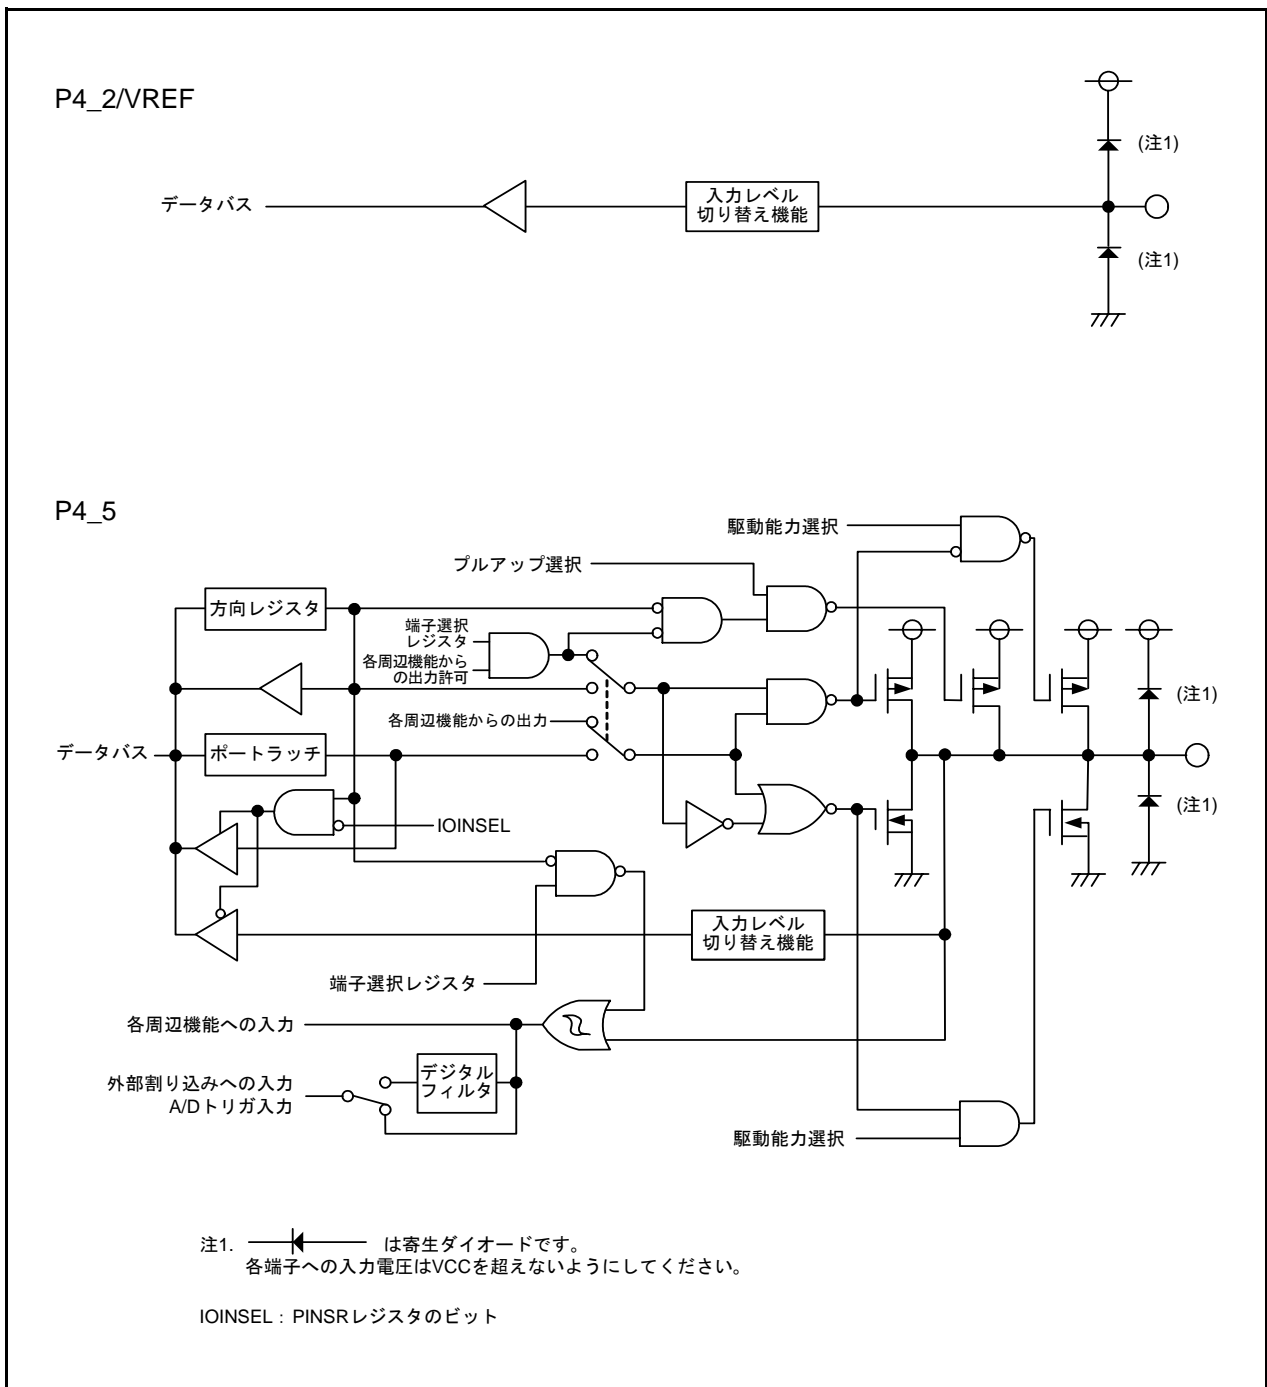 P4_2/VREF
(注1)
データバス
入力レベル
切り替え機能
(注1)
P4_5
駆動能力選択
プルアップ選択
方向レジスタ
端子選択
レジスタ
各周辺機能から
の出力許可
(注1)
各周辺機能からの出力
データバス
ポートラッチ
(注1)
IOINSEL
入力レベル
切り替え機能
端子選択レジスタ
各周辺機能への入力
デジタル
フィルタ
外部割り込みへの入力
A/Dトリガ入力
駆動能力選択
注1. は寄生ダイオードです。
各端子への入力電圧はVCCを超えないようにしてください。
IOINSEL：PINSRレジスタのビット